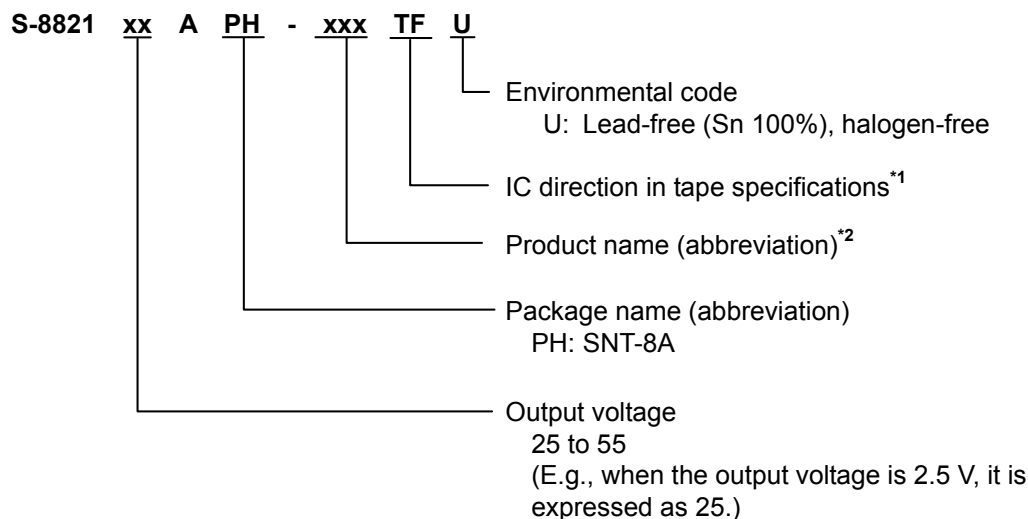 S-8821 xx A PH - xxx TF U
Environmental code
U: Lead-free (Sn 100%), halogen-free
IC direction in tape specifications*1
Product name (abbreviation)*2
Package name (abbreviation)
PH: SNT-8A
Output voltage
25 to 55
(E.g., when the output voltage is 2.5 V, it is
expressed as 25.)